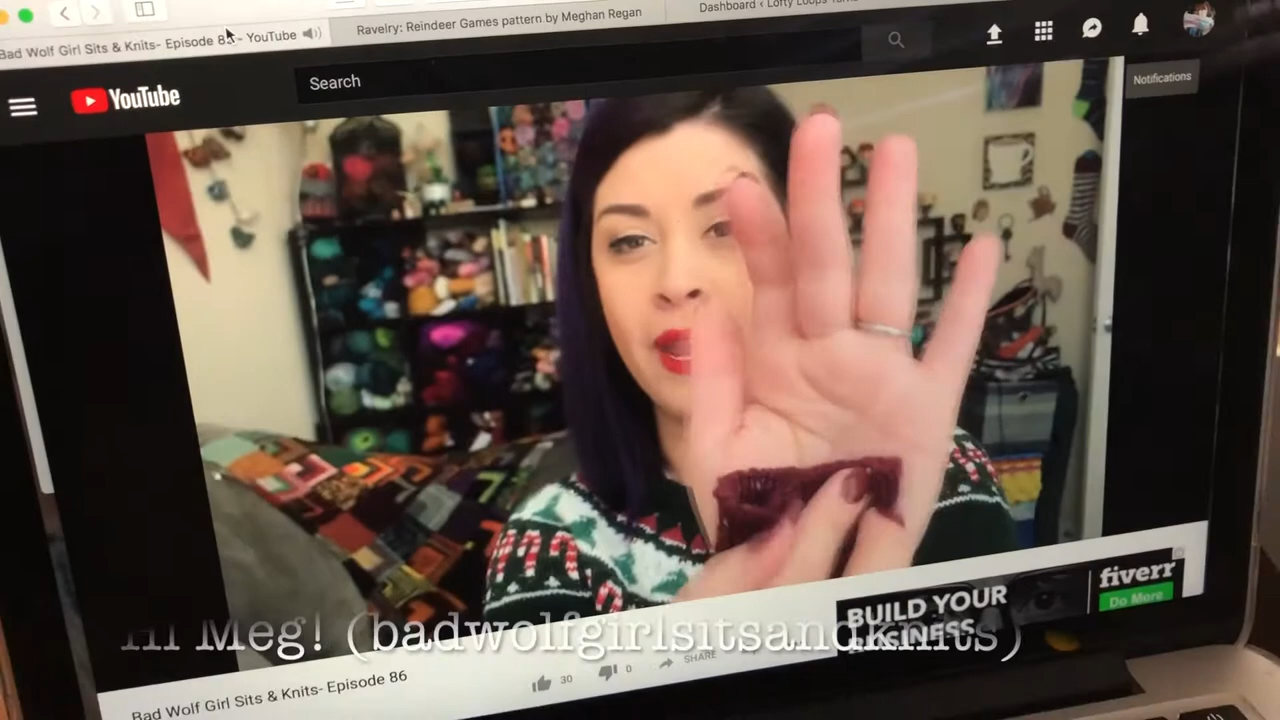 Bad Wolf Girl Sits & Knits- Episode 8 - YouTube
Ravelry: Reindeer Games pattern by Meghan Regan
Dashboard ‹ Lofty Loops
YouTube
Search
Notifications
fiverr
Do More
BUILD YOUR
BUSINESS
Hi Meg! (badwolfgirlsitsandknits)
30
0
SHARE
Bad Wolf Girl Sits & Knits- Episode 86